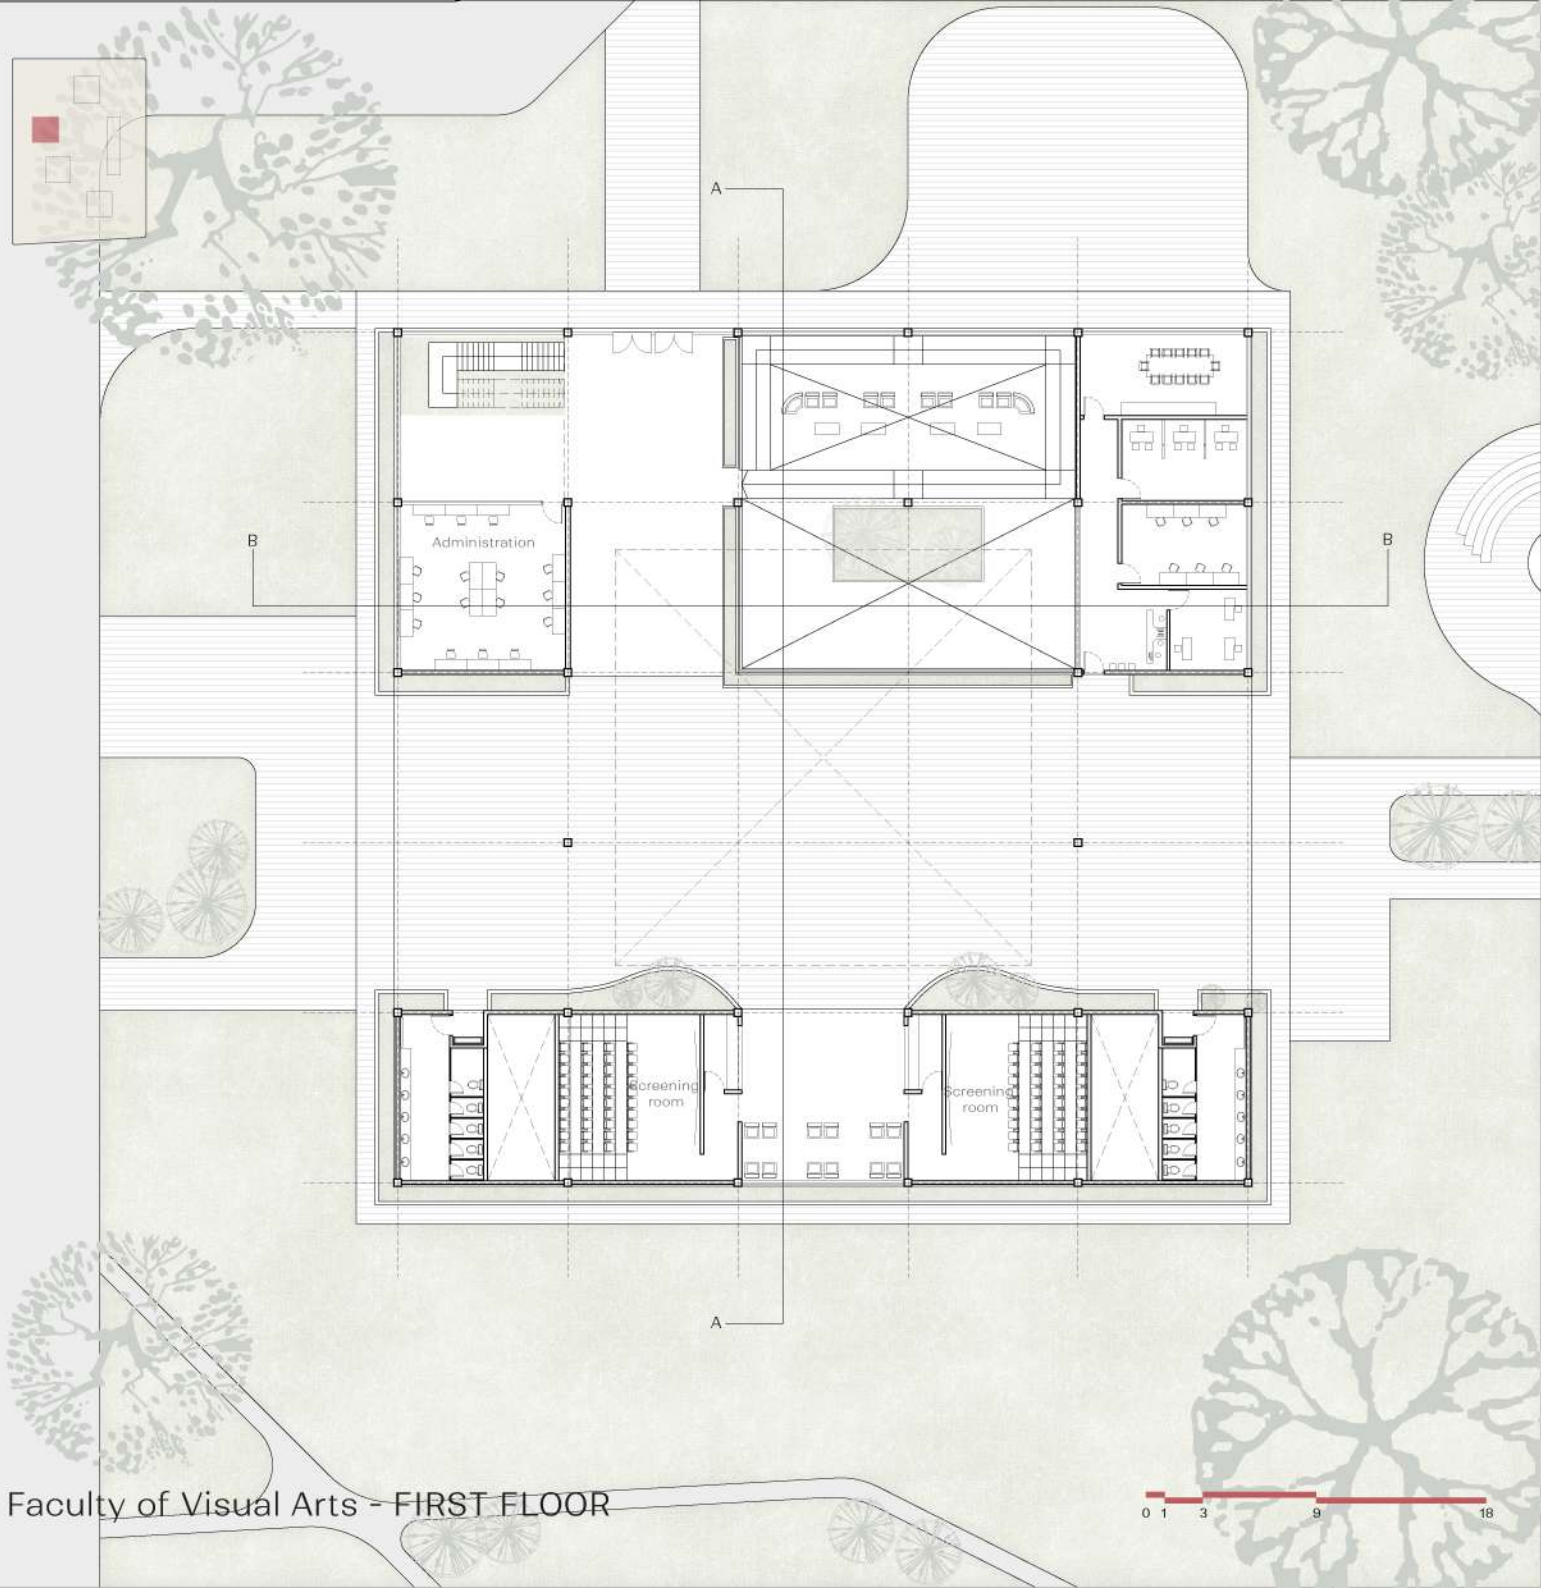 A
B
B
Administration
Screening
room
Screening
room
A
Faculty of Visual Arts - FIRST FLOOR
0 1 3 9 18